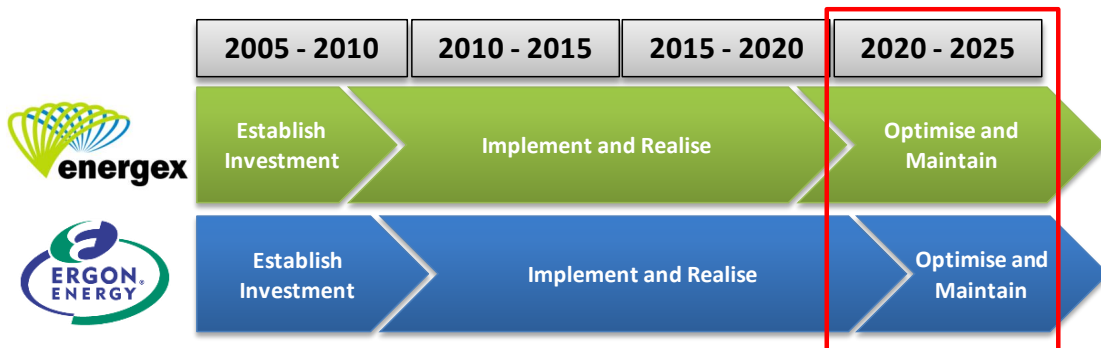 2005 - 2010
2010 - 2015
2015 - 2020
2020 - 2025
energex
Establish
Investment
Implement and Realise
Optimise and
Maintain
ERGON®
ENERGY
Establish
Investment
Implement and Realise
Optimise and
Maintain